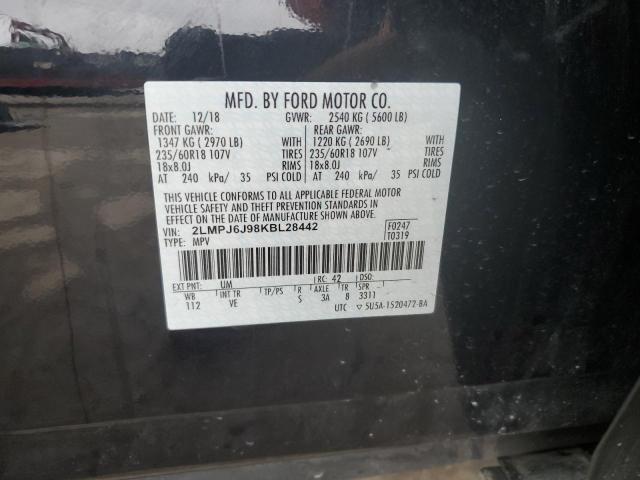 MFD. BY FORD MOTOR CO.
DATE: 12/18 GVWR: 2540 KG ( 5600 LB)
FRONT GAWR: REAR GAWR:
1347 KG ( 2970 LB) WITH 1220 KG ( 2690 LB) WITH
235/60R18 107V TIRES 235/60R18 107V TIRES
18x8.0J RIMS 18x8.0J RIMS
AT 240 kPa/ 35 PSI COLD AT 240 kPa/ 35 PSI COLD
THIS VEHICLE CONFORMS TO ALL APPLICABLE FEDERAL MOTOR
VEHICLE SAFETY AND THEFT PREVENTION STANDARDS IN
EFFECT ON THE DATE OF MANUFACTURE SHOWN ABOVE.
VIN: 2LMPJ6J98KBL28442 F0247
TYPE: MPV T0319
EXT PNT: UM RC: 42 DSO:
WB INT TR TP/PS R AXLE TR SPR
112 VE S 3A 8 3311
UTC ▽ 5U5A-1520472-BA